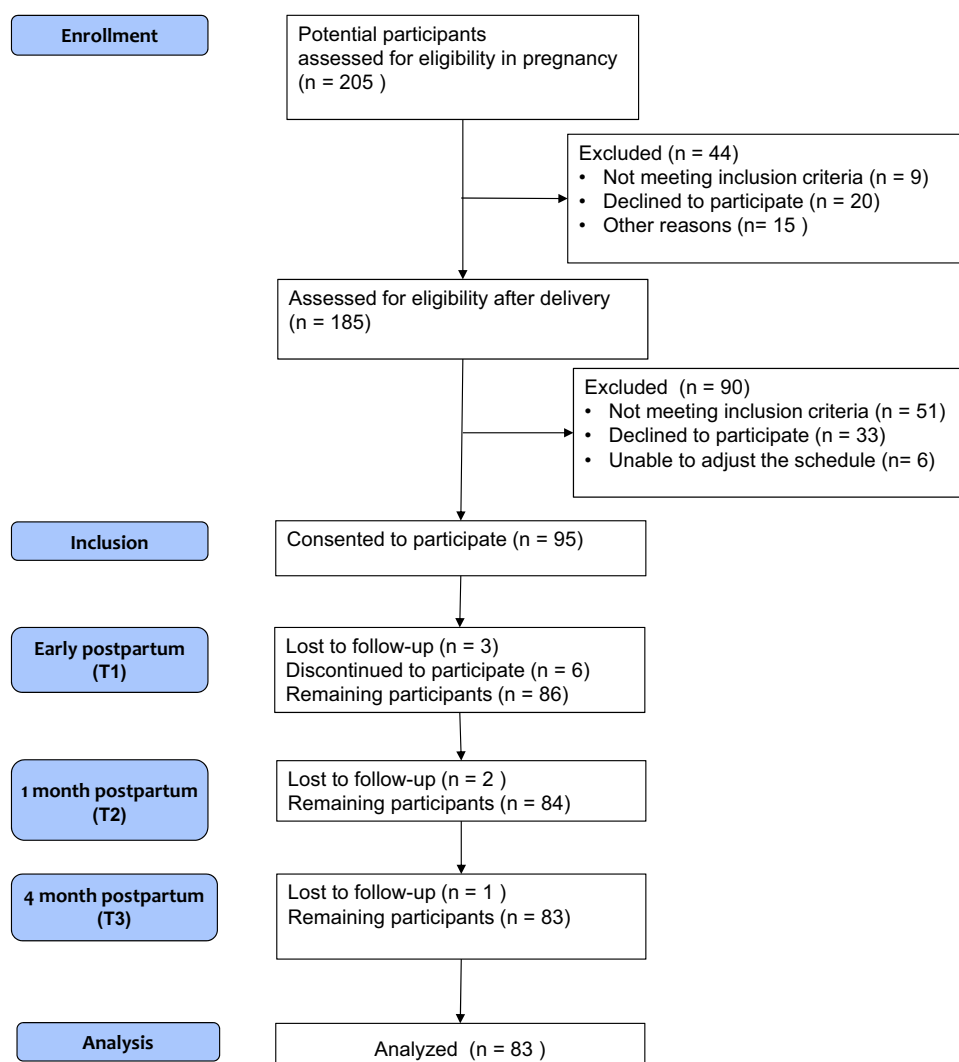 Enrollment
Potential participants
assessed for eligibility in pregnancy
(n = 205 )
Excluded (n = 44)
• Not meeting inclusion criteria (n = 9)
• Declined to participate (n = 20)
• Other reasons (n= 15 )
Assessed for eligibility after delivery
(n = 185)
Excluded (n = 90)
• Not meeting inclusion criteria (n = 51)
• Declined to participate (n = 33)
• Unable to adjust the schedule (n= 6)
Inclusion
Consented to participate (n = 95)
Early postpartum
(T1)
Lost to follow-up (n = 3)
Discontinued to participate (n = 6)
Remaining participants (n = 86)
1 month postpartum
(T2)
Lost to follow-up (n = 2 )
Remaining participants (n = 84)
4 month postpartum
(T3)
Lost to follow-up (n = 1 )
Remaining participants (n = 83)
Analysis
Analyzed (n = 83 )